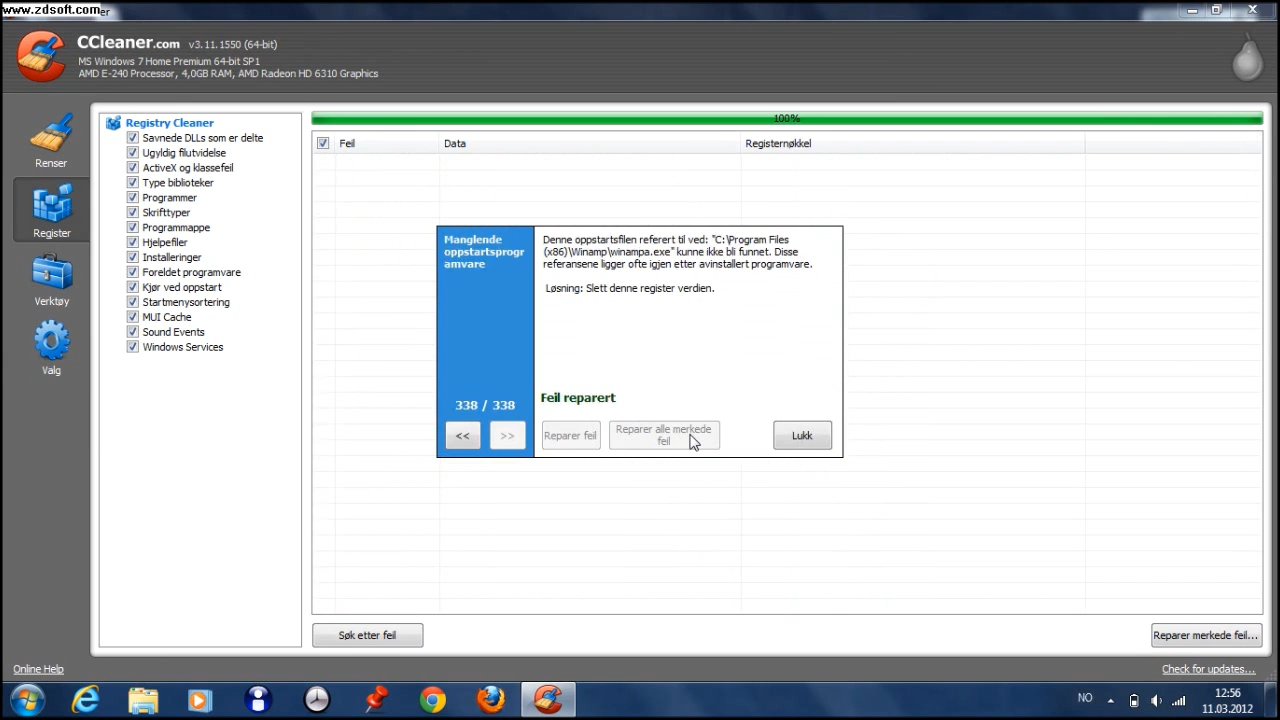 www.zdsoft.com
CCleaner.com v3.11.1550 (64-bit)
MS Windows 7 Home Premium 64-bit SP1
AMD E-240 Processor, 4,0GB RAM, AMD Radeon HD 6310 Graphics
Renser
Register
Verktøy
Valg
Registry Cleaner
Savnede DLLs som er delte
Ugyldig filutvidelse
ActiveX og klassefeil
Type biblioteker
Programmer
Skrifttyper
Programmappe
Hjelpefiler
Installeringer
Foreldet programvare
Kjør ved oppstart
Startmenysortering
MUI Cache
Sound Events
Windows Services
100%
Feil Data Registernøkkel
Manglende
oppstartsprogr
amvare
338 / 338
<< >>
Denne oppstartsfilen referert til ved: "C:\Program Files
(x86)\Winamp\winampa.exe" kunne ikke bli funnet. Disse
referansene ligger ofte igjen etter avinstallert programvare.
Løsning: Slett denne register verdien.
Feil reparert
Reparer feil
Reparer alle merkede
feil
Lukk
Søk etter feil
Reparer merkede feil...
Online Help
Check for updates...
NO
12:56
11.03.2012